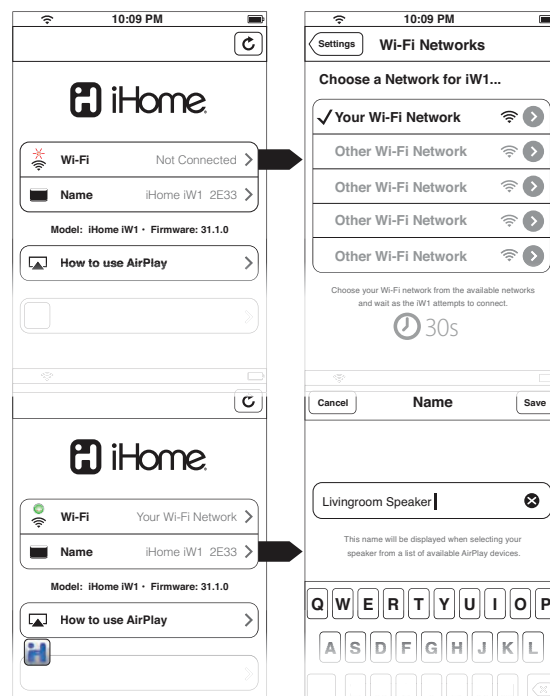 10:09 PM
iHome
Wi-Fi Not Connected
Name iHome iW1 2E33
Model: iHome iW1 • Firmware: 31.1.0
How to use AirPlay
10:09 PM
Settings Wi-Fi Networks
Choose a Network for iW1...
Your Wi-Fi Network
Other Wi-Fi Network
Other Wi-Fi Network
Other Wi-Fi Network
Other Wi-Fi Network
Choose your Wi-Fi network from the available networks
and wait as the iW1 attempts to connect.
30s
iHome
Wi-Fi Your Wi-Fi Network
Name iHome iW1 2E33
Model: iHome iW1 • Firmware: 31.1.0
How to use AirPlay
Cancel Name Save
Livingroom Speaker
This name will be displayed when selecting your
speaker from a list of available AirPlay devices.
Q W E R T Y U I O P
A S D F G H J K L